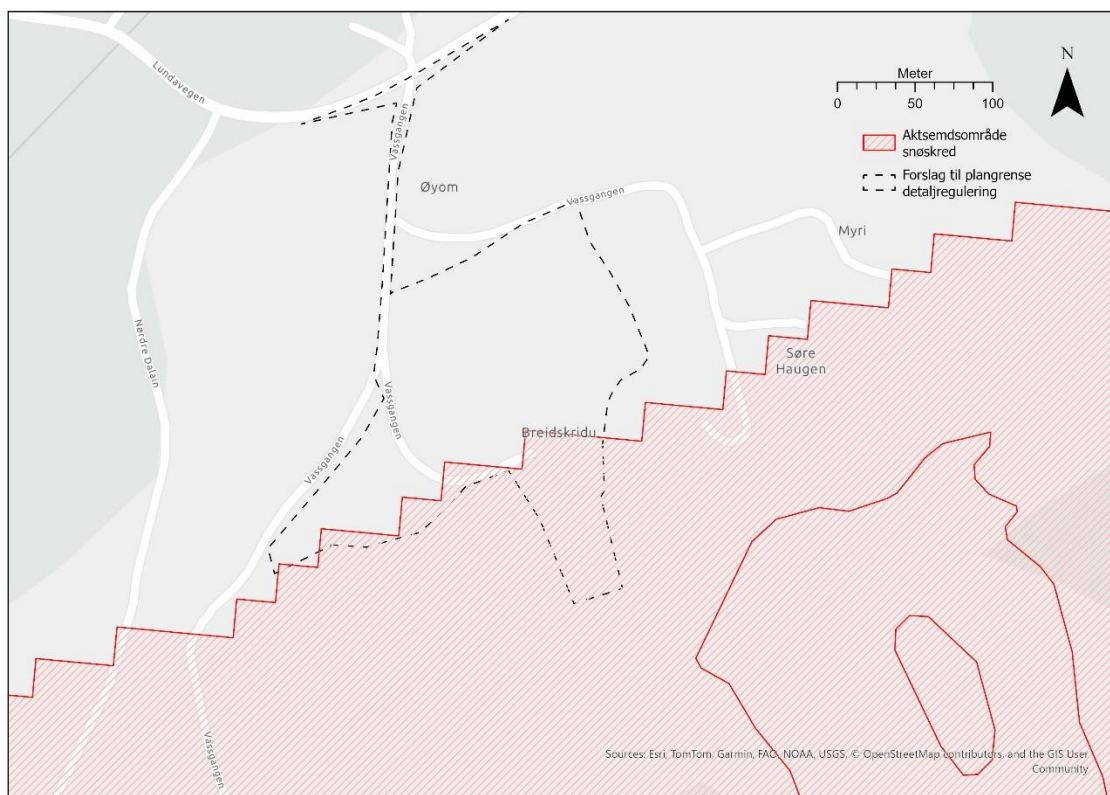 N
Meter
0 50 100
Aktsemdsområde
snøskred
Forslag til plangrense
detaljregulering
Lundavegen
Vassgangen
Øyom
Vassgangen
Myri
Nørdre Dalain
Søre
Haugen
Vassgangen
Breidskridu
Vassgangen
Vassgangen
Sources: Esri, TomTom, Garmin, FAO, NOAA, USGS, © OpenStreetMap contributors, and the GIS User
Community